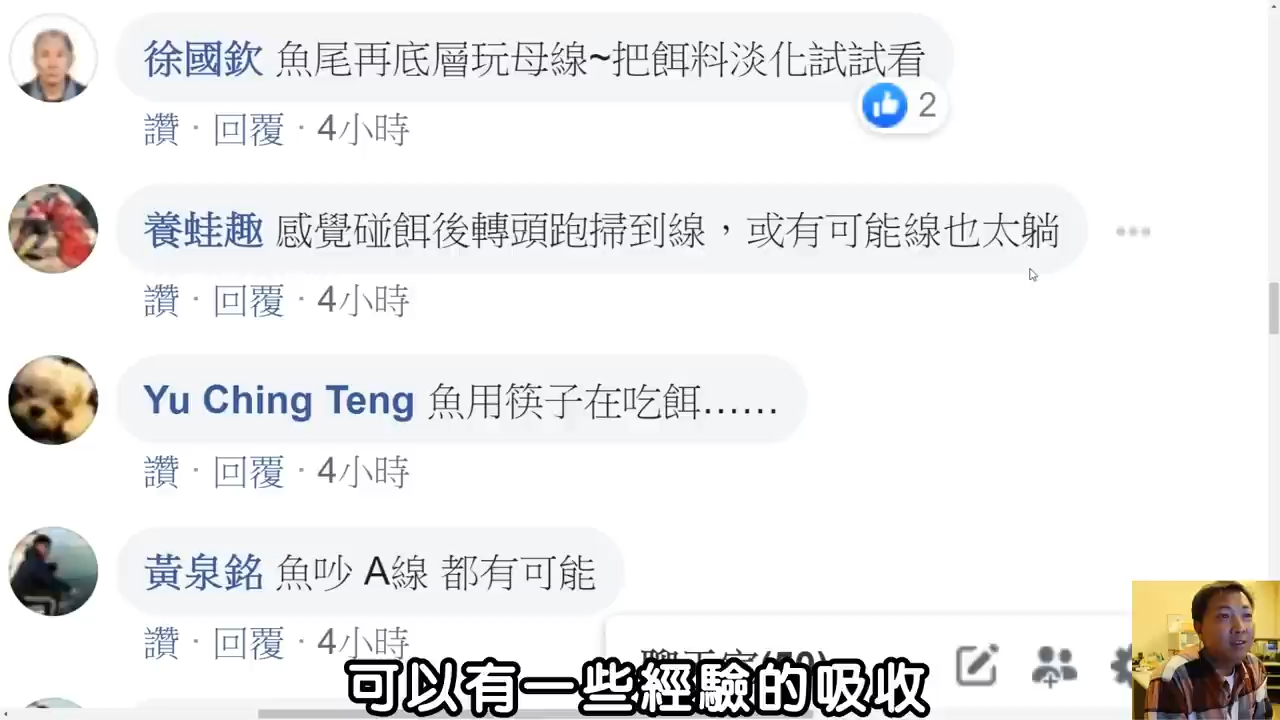 徐國欽 魚尾再底層玩母線~把餌料淡化試試看
2
讚 · 回覆 · 4小時
養蛙趣 感覺碰餌後轉頭跑掃到線，或有可能線也太躺
讚 · 回覆 · 4小時
Yu Ching Teng 魚用筷子在吃餌……
讚 · 回覆 · 4小時
黃泉銘 魚吵 A線 都有可能
讚 · 回覆 · 4小時
可以有一些經驗的吸收